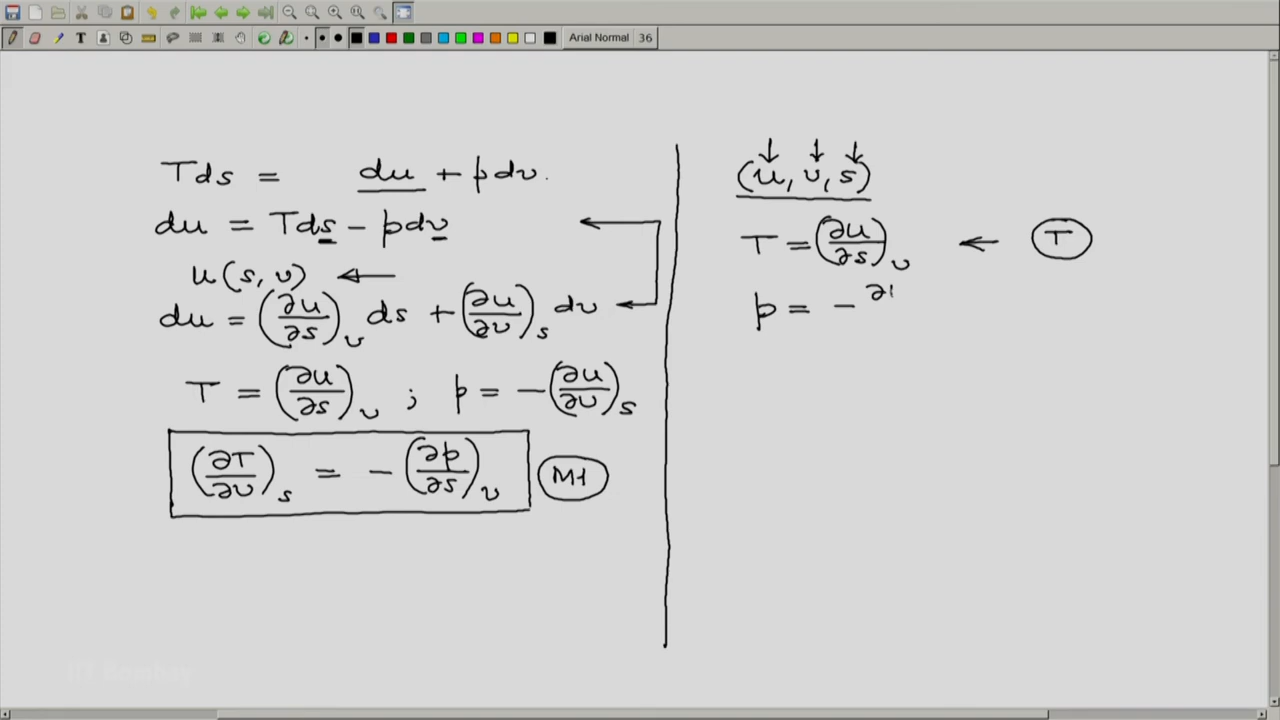 Arial Normal 36
Tds = du + pdv.
du = Tds - pdv
u(s, v) ←
du = (∂u/∂s)_v ds + (∂u/∂v)_s dv
T = (∂u/∂s)_v ; p = -(∂u/∂v)_s
(∂T/∂v)_s = -(∂p/∂s)_v M1
(u, v, s)
T = (∂u/∂s)_v ← T
p = - ∂